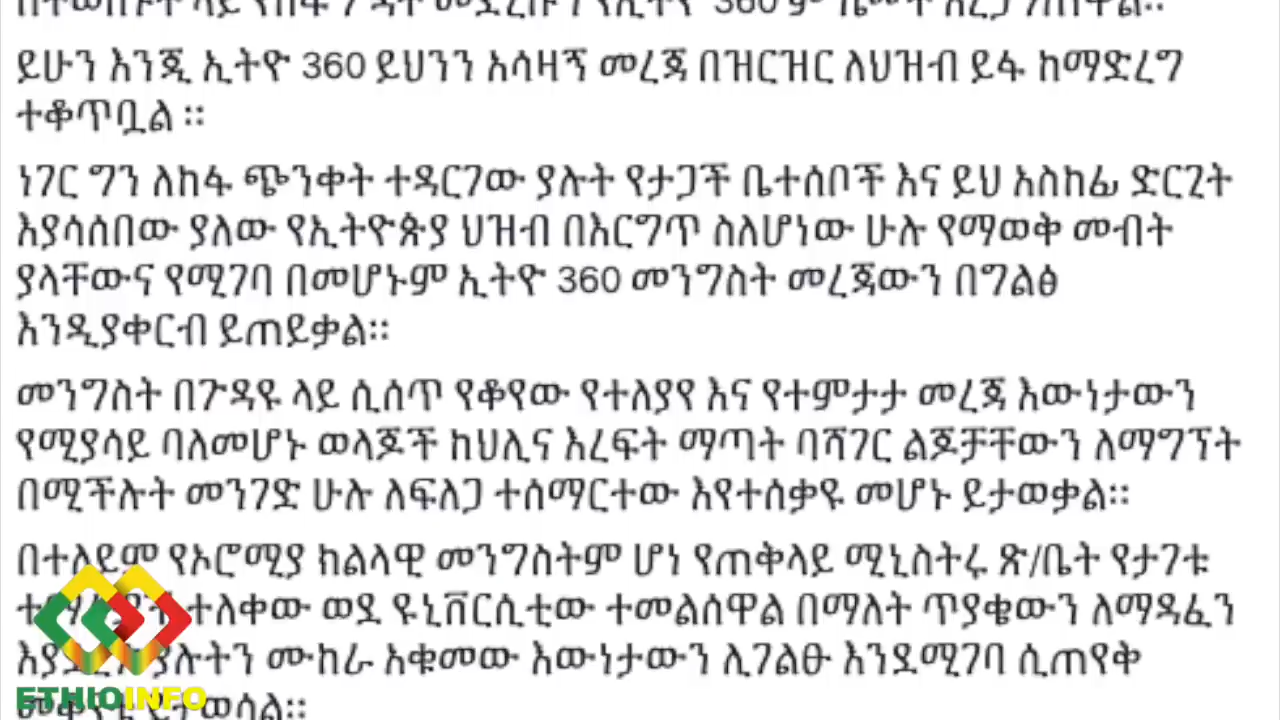 360
ይሁን እንጂ ኢትዮ 360 ይህንን አሳዛኝ መረጃ በዝርዝር ለህዝብ ይፋ ከማድረግ
ተቆጥቧል ፡፡
ነገር ግን ለከፋ ጭንቀት ተዳርገው ያሉት የታጋች ቤተሰቦች እና ይህ አስከፊ ድርጊት
እያሳሰበው ያለው የኢትዮጵያ ህዝብ በእርግጥ ስለሆነው ሁሉ የማወቅ መብት
ያላቸውና የሚገባ በመሆኑም ኢትዮ 360 መንግስት መረጃውን በግልፅ
እንዲያቀርብ ይጠይቃል፡፡
መንግስት በጉዳዩ ላይ ሲሰጥ የቆየው የተለያየ እና የተምታታ መረጃ እውነታውን
የሚያሳይ ባለመሆኑ ወላጆች ከህሊና እረፍት ማጣት ባሻገር ልጆቻቸውን ለማግኘት
በሚችሉት መንገድ ሁሉ ለፍለጋ ተሰማርተው እየተሰቃዩ መሆኑ ይታወቃል፡፡
በተለይም የኦሮሚያ ክልላዊ መንግስትም ሆነ የጠቅላይ ሚኒስትሩ ጽ/ቤት የታገቱ
ተለቀው ወደ ዩኒቨርሲቲው ተመልሰዋል በማለት ጥያቄውን ለማዳፈን
ያሉትን ሙከራ አቁመው እውነታውን ሊገልፁ እንደሚገባ ሲጠየቅ
ይታወሳል፡፡
ETHIOINFO